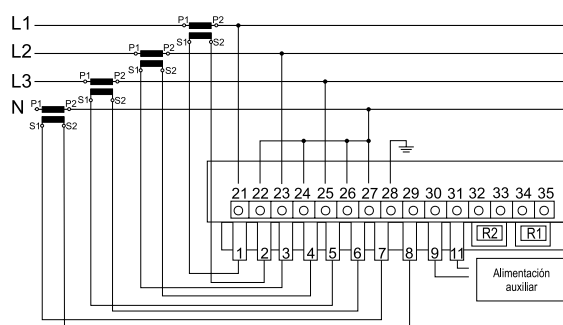 L1
P1 P2
S1 S2
L2
P1 P2
S1 S2
L3
P1 P2
S1 S2
N
P1 P2
S1 S2
21 22 23 24 25 26 27 28 29 30 31 32 33 34 35
R2 R1
1 2 3 4 5 6 7 8 9 11
Alimentación
auxiliar